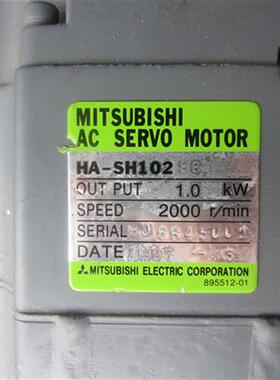 MITSUBISHI
AC SERVO MOTOR
HA-SH102
OUT PUT 1.0 kW
SPEED 2000 r/min
SERIAL
DATE
MITSUBISHI ELECTRIC CORPORATION
895512-01